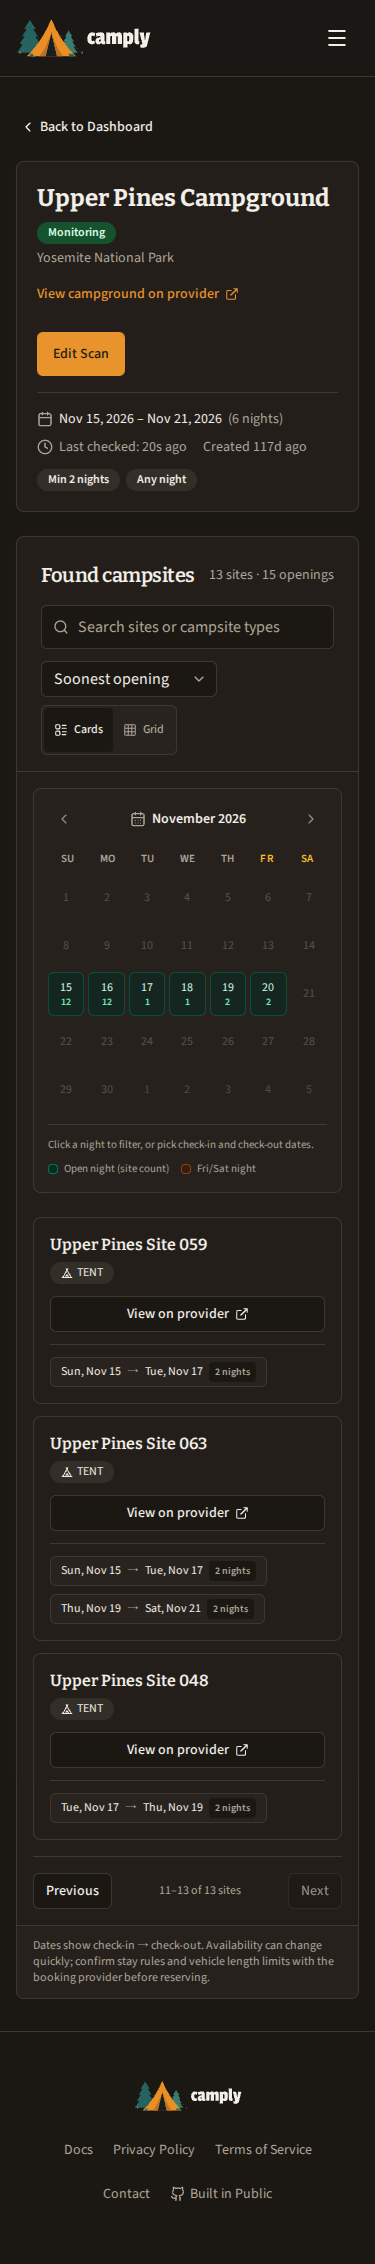 camply
Back to Dashboard
Upper Pines Campground
Monitoring
Yosemite National Park
View campground on provider
Edit Scan
Nov 15, 2026 – Nov 21, 2026 (6 nights)
Last checked: 20s ago Created 117d ago
Min 2 nights Any night
Found campsites 13 sites · 15 openings
Search sites or campsite types
Soonest opening
Cards Grid
November 2026
SU MO TU WE TH FR SA
1 2 3 4 5 6 7
8 9 10 11 12 13 14
15 16 17 18 19 20 21
12 12 1 1 2 2
22 23 24 25 26 27 28
29 30 1 2 3 4 5
Click a night to filter, or pick check-in and check-out dates.
Open night (site count) Fri/Sat night
Upper Pines Site 059
TENT
View on provider
Sun, Nov 15 → Tue, Nov 17 2 nights
Upper Pines Site 063
TENT
View on provider
Sun, Nov 15 → Tue, Nov 17 2 nights
Thu, Nov 19 → Sat, Nov 21 2 nights
Upper Pines Site 048
TENT
View on provider
Tue, Nov 17 → Thu, Nov 19 2 nights
Previous 11–13 of 13 sites Next
Dates show check-in → check-out. Availability can change
quickly; confirm stay rules and vehicle length limits with the
booking provider before reserving.
camply
Docs Privacy Policy Terms of Service
Contact Built in Public